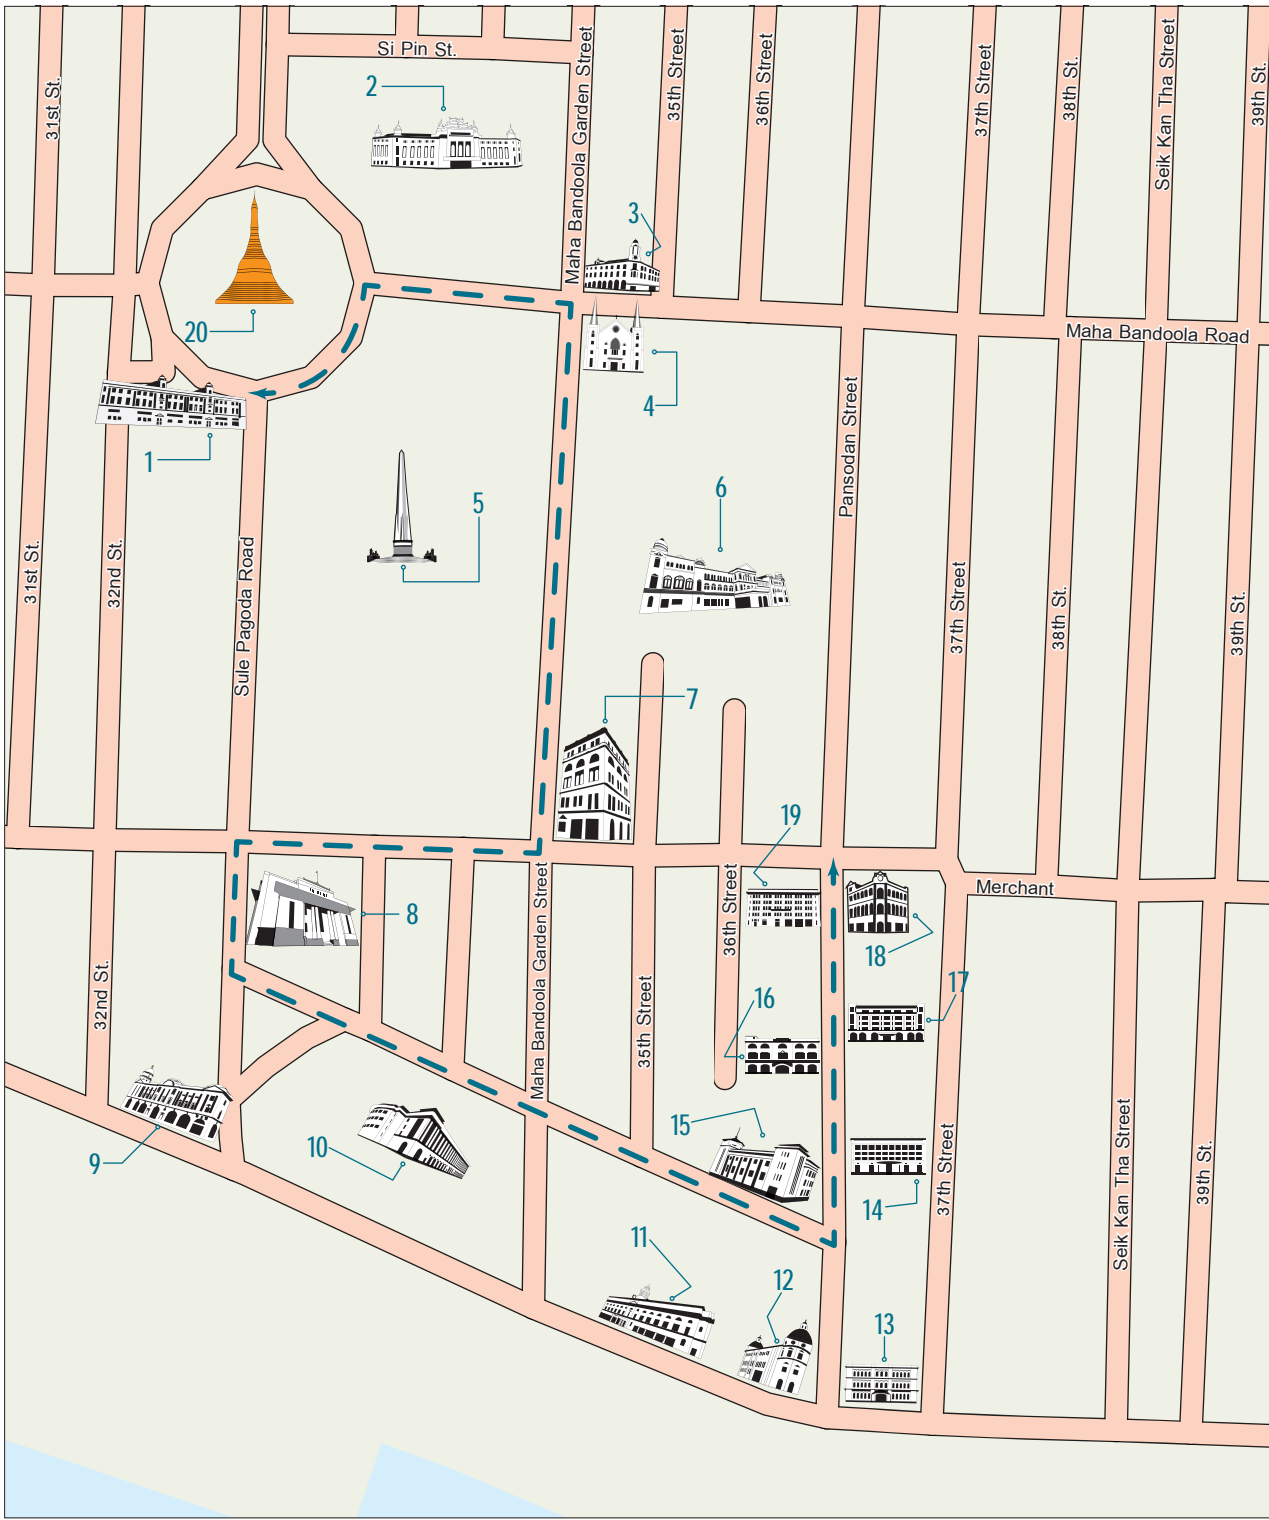 Si Pin St.
31st St.
Maha Bandoola Garden Street
35th Street
36th Street
37th Street
38th St.
Seik Kan Tha Street
39th St.
2
3
20
Maha Bandoola Road
4
1
5
Pansodan Street
6
31st St.
32nd St.
Sule Pagoda Road
37th Street
38th St.
39th St.
7
19
Merchant
8
36th Street
18
Maha Bandoola Garden Street
32nd St.
17
16
35th Street
15
10
9
14
37th Street
Seik Kan Tha Street
39th St.
11
12
13